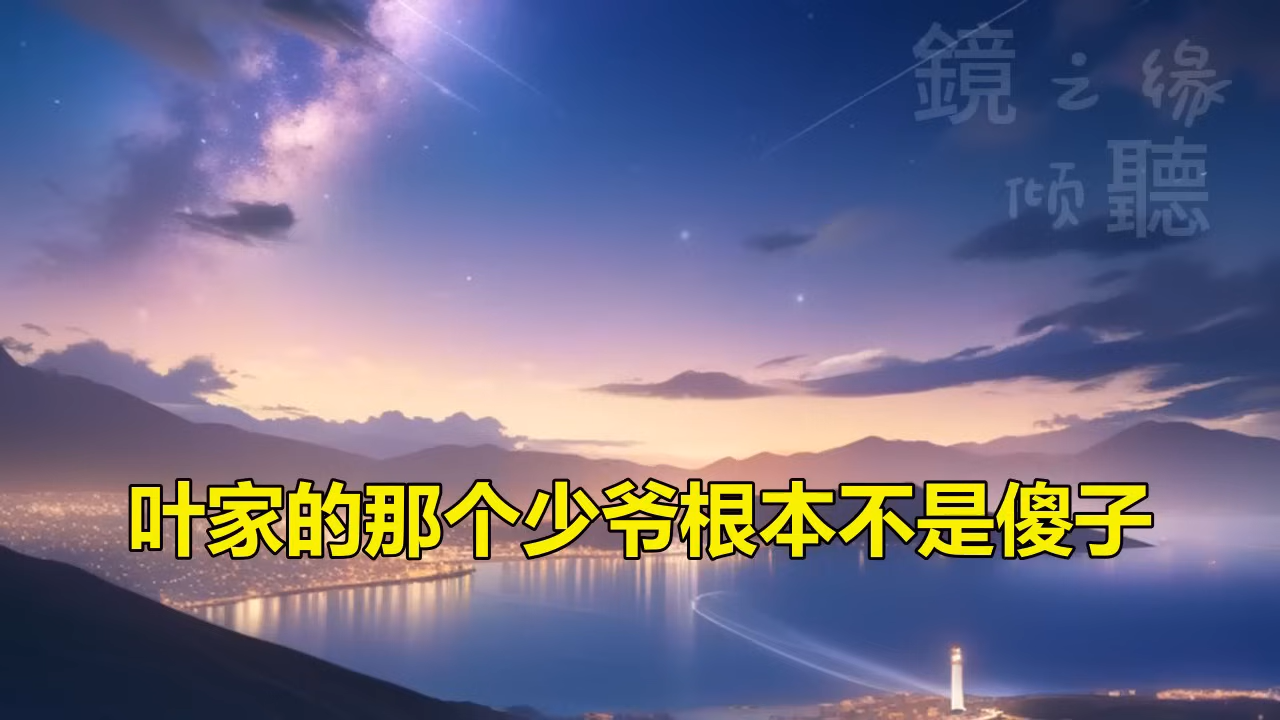 鏡之缘
倾聽
叶家的那个少爷根本不是傻子